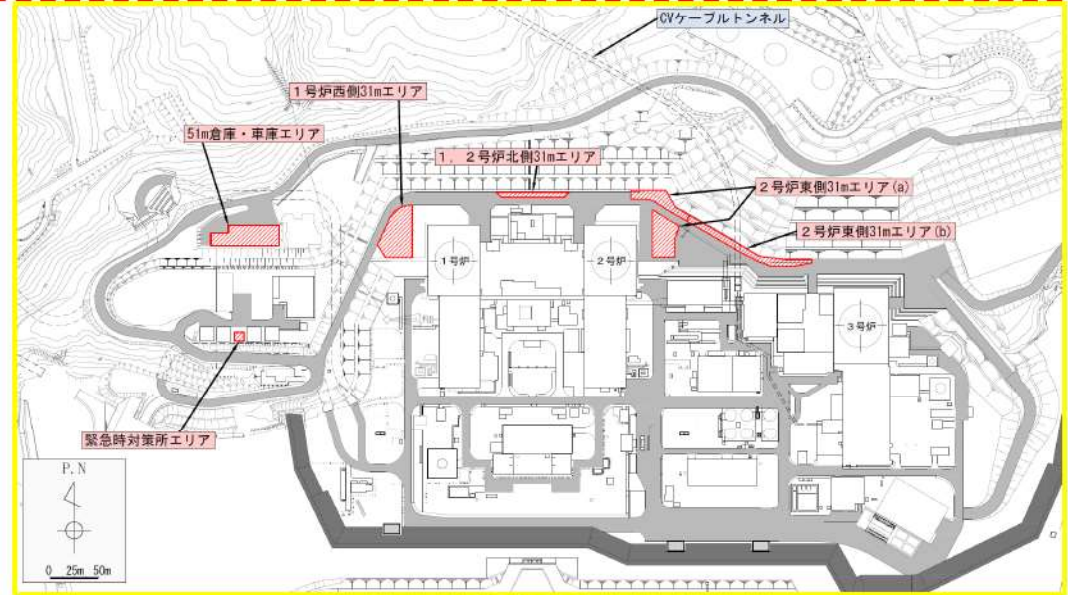 CVケーブルトンネル
1号炉西側31mエリア
51m倉庫・車庫エリア
1,2号炉北側31mエリア
2号炉東側31mエリア(a)
2号炉東側31mエリア(b)
1号炉
2号炉
3号炉
緊急時対策所エリア
P.N
0 25m 50m